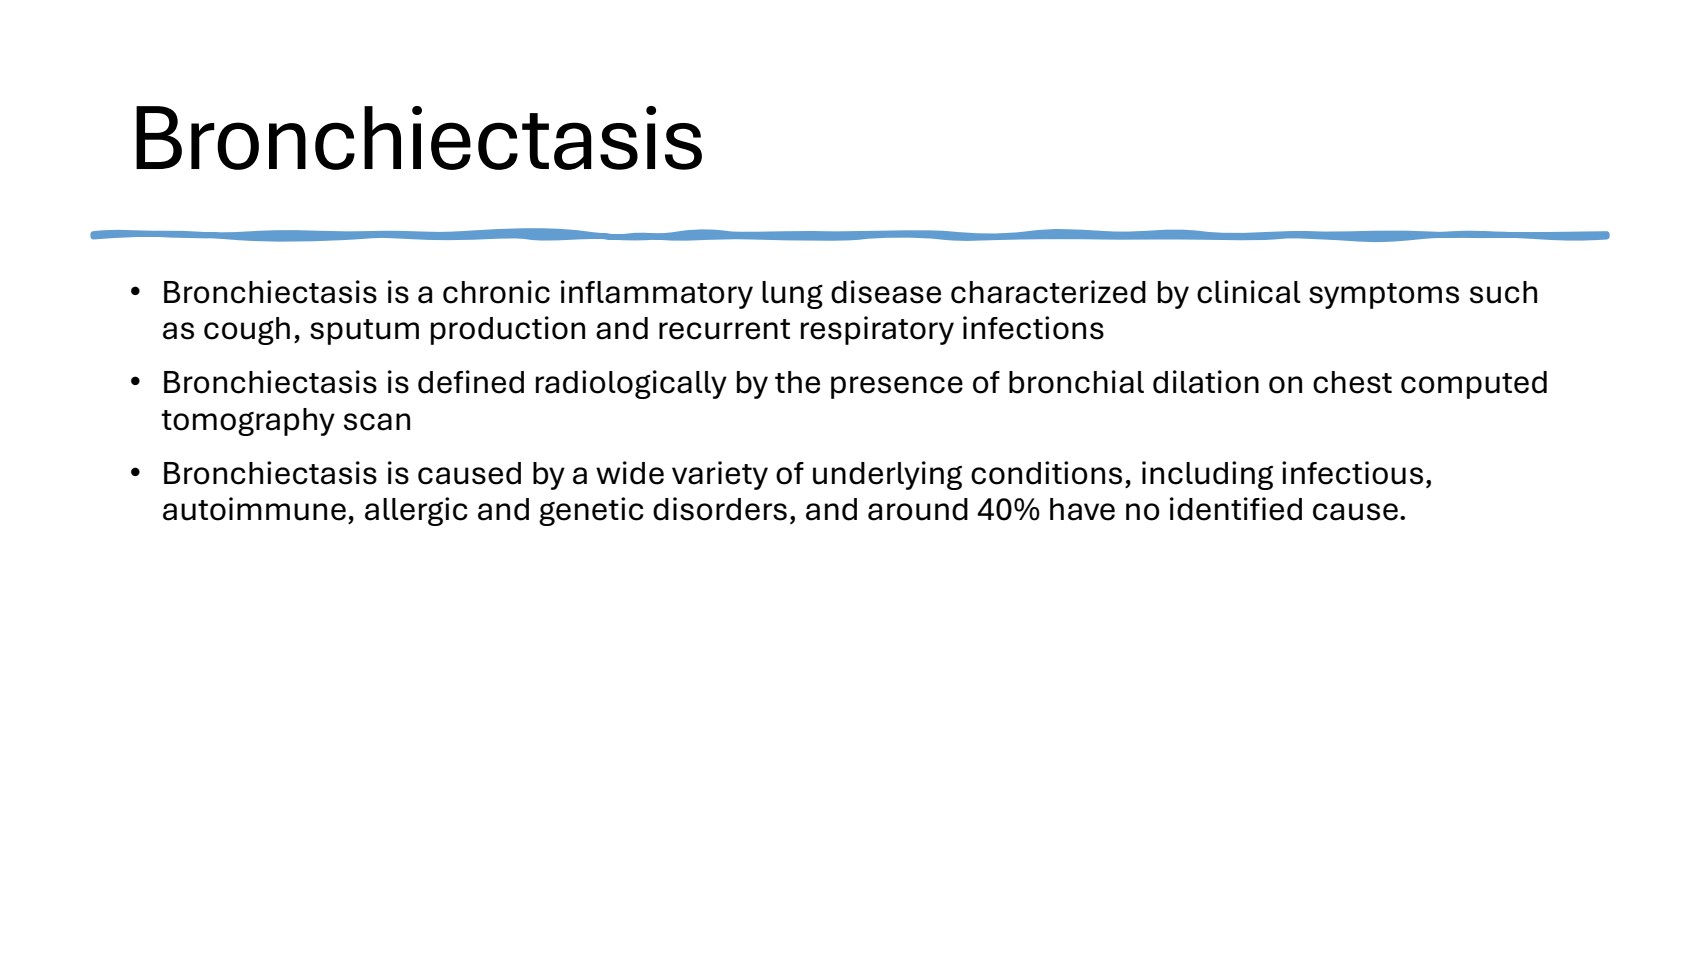 Bronchiectasis
• Bronchiectasis is a chronic inflammatory lung disease characterized by clinical symptoms such
as cough, sputum production and recurrent respiratory infections
• Bronchiectasis is defined radiologically by the presence of bronchial dilation on chest computed
tomography scan
• Bronchiectasis is caused by a wide variety of underlying conditions, including infectious,
autoimmune, allergic and genetic disorders, and around 40% have no identified cause.